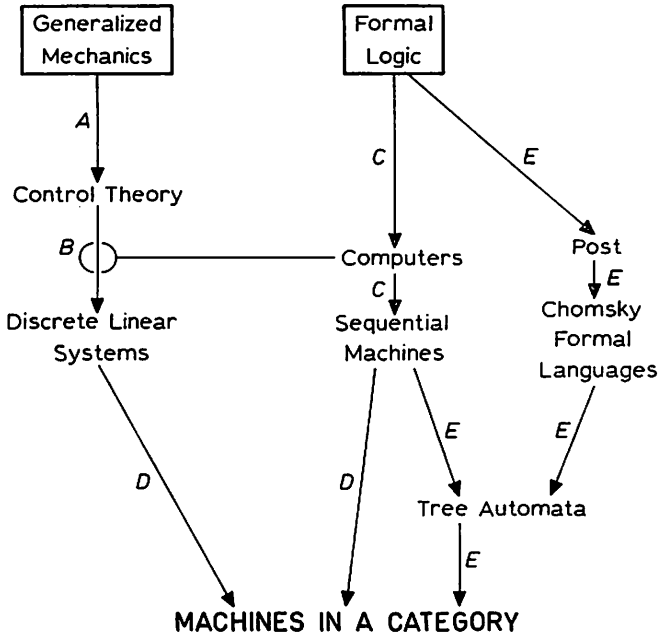 Generalized
Mechanics
Formal
Logic
A
C
E
Control Theory
B
Computers
Post
C
E
Discrete Linear
Systems
Sequential
Machines
Chomsky
Formal
Languages
D
D
E
E
Tree Automata
E
MACHINES IN A CATEGORY